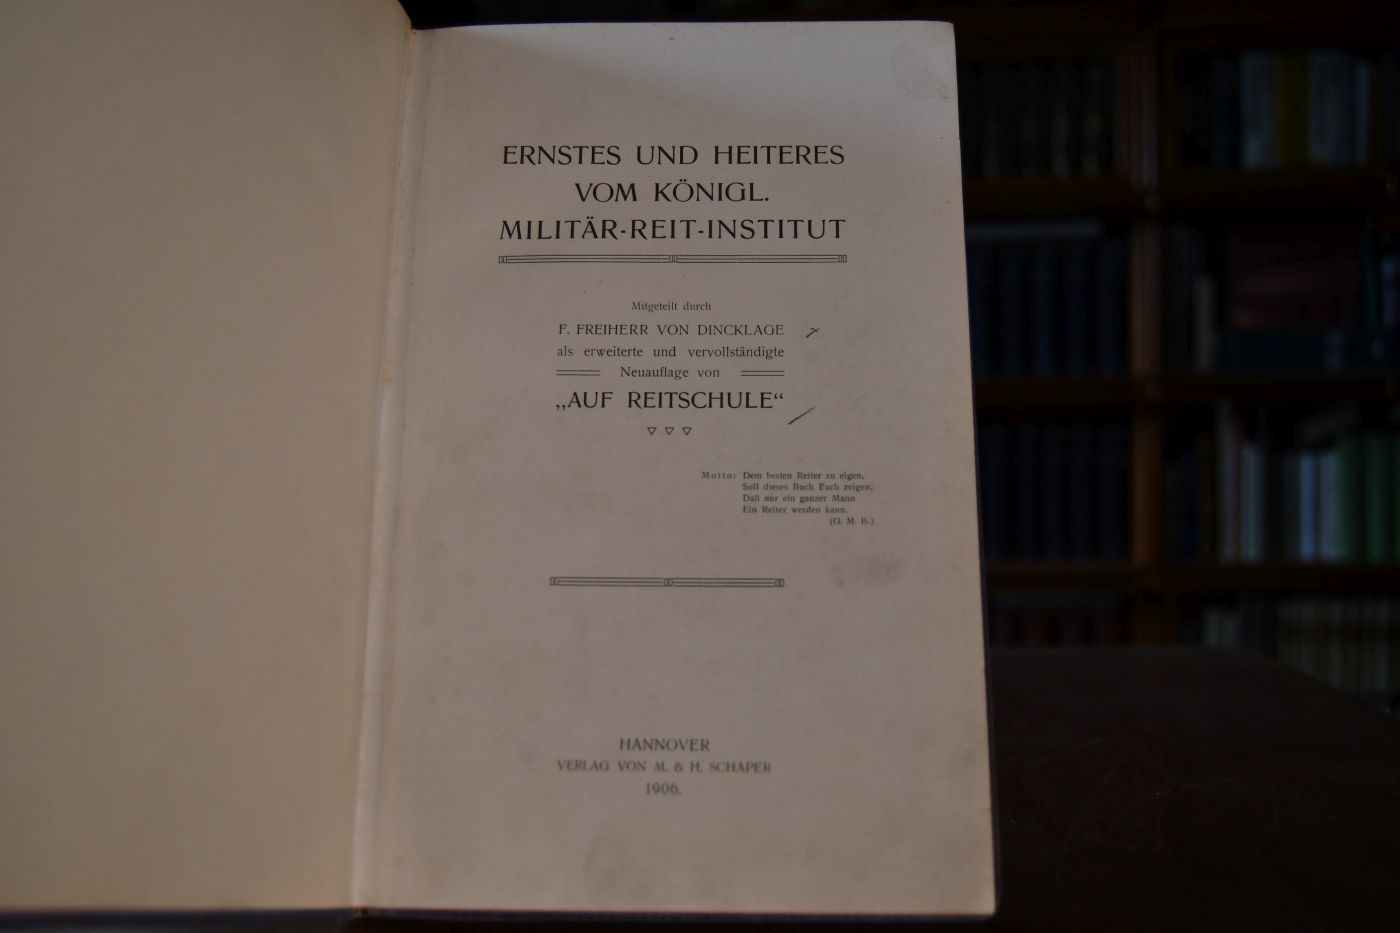 ERNSTES UND HEITERES
VOM KÖNIGL.
MILITÄR-REIT-INSTITUT
Mitgeteilt durch
F. FREIHERR VON DINCKLAGE
als erweiterte und vervollständigte
Neuauflage von
„AUF REITSCHULE“
Motto: Dem besten Reiter zu eigen,
Soll dieses Buch Euch zeigen,
Daß nur ein ganzer Mann
Ein Reiter werden kann.
(G. M. B.)
HANNOVER
VERLAG VON M. & H. SCHAPER
1906.